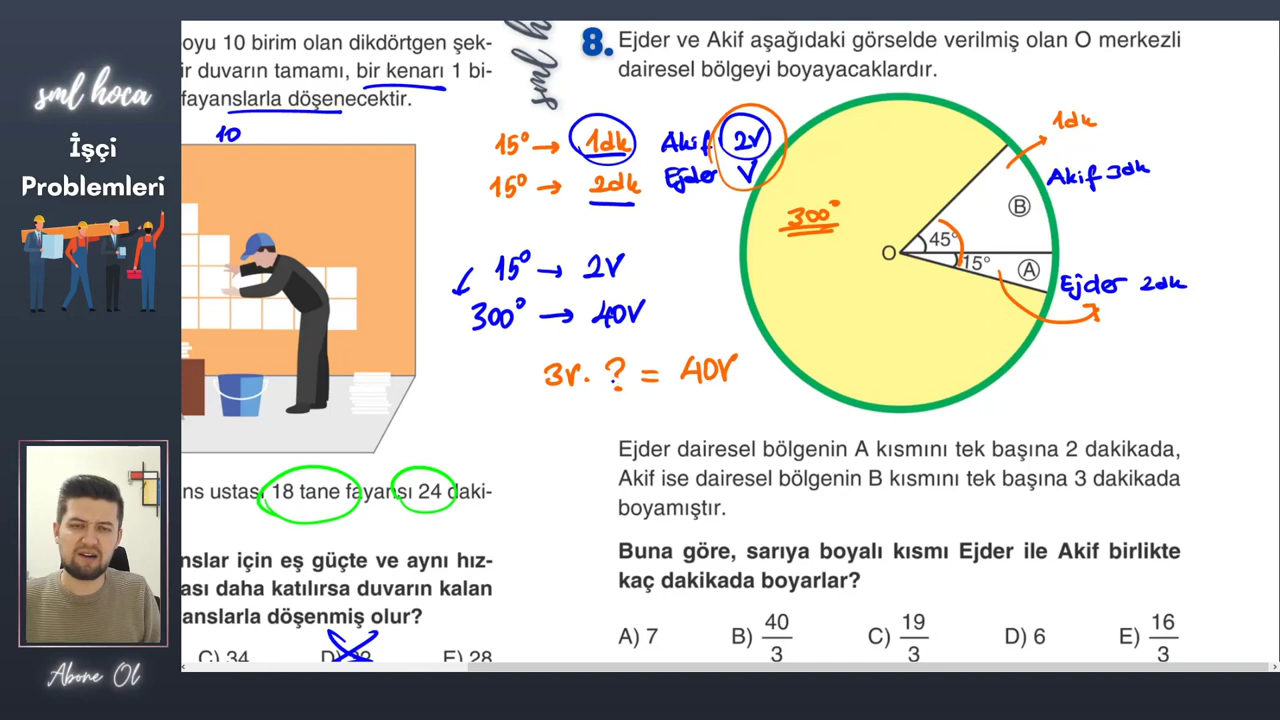 sml hoca
İşçi
Problemleri
Abone Ol
oyu 10 birim olan dikdörtgen şek-
ir duvarın tamamı, bir kenarı 1 bi-
fayanslarla döşenecektir.
10
ns ustası 18 tane fayansı 24 daki-
mslar için eş güçte ve aynı hız-
ası daha katılırsa duvarın kalan
anslarla döşenmiş olur?
C) 34 D) E) 28
sml h
8. Ejder ve Akif aşağıdaki görselde verilmiş olan O merkezli
dairesel bölgeyi boyayacaklardır.
15° → 1dk Akif 2v
15° → 2dk Ejder v
15° → 2v
300° → 40v
3v. ? = 40v
300°
O
45°
15°
B
A
1dk
Akif 3dk
Ejder 2dk
Ejder dairesel bölgenin A kısmını tek başına 2 dakikada,
Akif ise dairesel bölgenin B kısmını tek başına 3 dakikada
boyamıştır.
Buna göre, sarıya boyalı kısmı Ejder ile Akif birlikte
kaç dakikada boyarlar?
A) 7 B) 40/3 C) 19/3 D) 6 E) 16/3